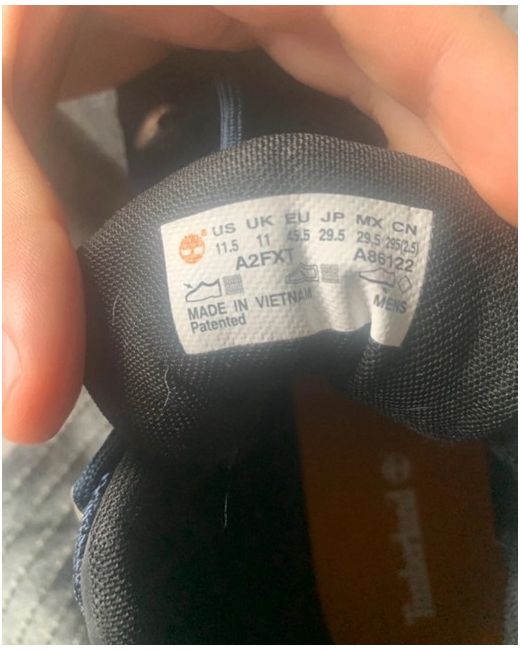 US UK EU JP MX CN
11.5 11 45.5 29.5 29.5 295(2.5)
A2FXT A86122
MADE IN VIETNAM MENS
Patented
Timberland